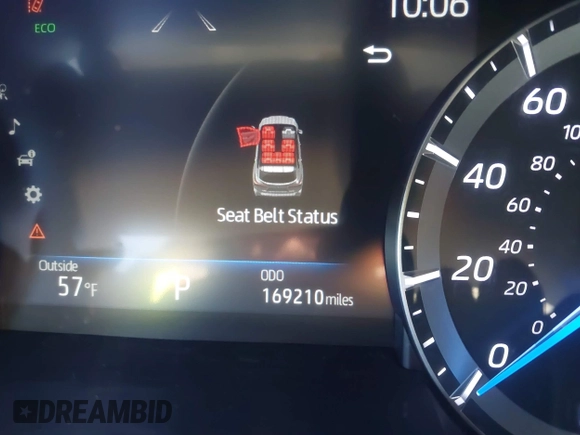 10:06
ECO
Seat Belt Status
Outside
57°F
P
ODO
169210 miles
60
40
20
0
100
80
60
40
20
0
DREAMBID